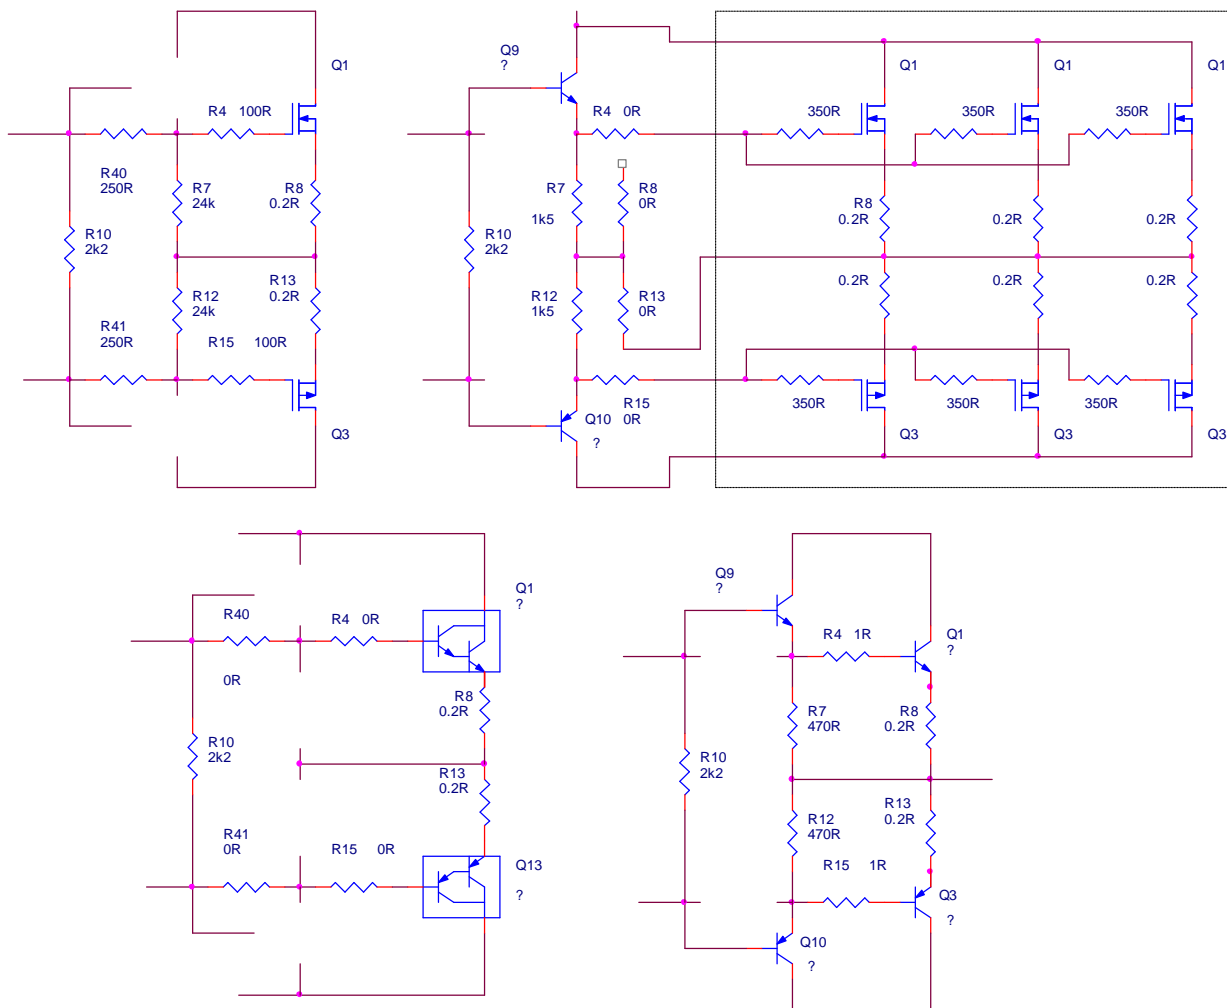 Q1
R4 100R
R40
250R
R7
24k
R8
0.2R
R10
2k2
R12
24k
R13
0.2R
R41
250R
R15 100R
Q3
Q9
?
R4 0R
R7
1k5
R8
0R
R10
2k2
R12
1k5
R13
0R
R15
0R
Q10
?
Q1
Q1
Q1
350R
350R
350R
R8
0.2R
0.2R
0.2R
0.2R
0.2R
0.2R
350R
350R
350R
Q3
Q3
Q3
Q1
?
R40
0R
R4 0R
R8
0.2R
R10
2k2
R13
0.2R
R41
0R
R15 0R
Q13
?
Q9
?
R4 1R
Q1
?
R7
470R
R8
0.2R
R10
2k2
R12
470R
R13
0.2R
R15 1R
Q3
?
Q10
?